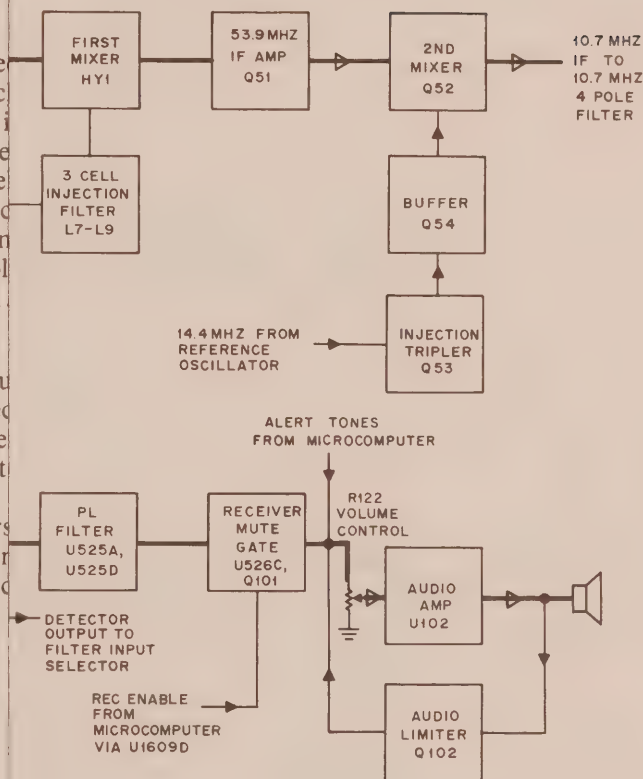 FIRST
MIXER
HY1
53.9 MHZ
IF AMP
Q51
2ND
MIXER
Q52
10.7 MHZ
IF TO
10.7 MHZ
4 POLE
FILTER
3 CELL
INJECTION
FILTER
L7-L9
BUFFER
Q54
14.4 MHZ FROM
REFERENCE
OSCILLATOR
INJECTION
TRIPLER
Q53
ALERT TONES
FROM MICROCOMPUTER
PL
FILTER
U525A,
U525D
RECEIVER
MUTE
GATE
U526C,
Q101
R122
VOLUME
CONTROL
AUDIO
AMP
U102
DETECTOR
OUTPUT TO
FILTER INPUT
SELECTOR
REC ENABLE
FROM
MICROCOMPUTER
VIA U1609D
AUDIO
LIMITER
Q102